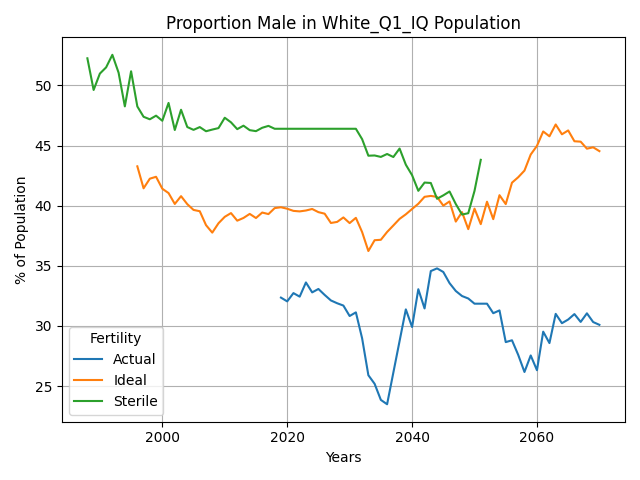 Proportion Male in White_Q1_IQ Population
% of Population
50
45
40
35
30
25
Fertility
Actual
Ideal
Sterile
2000
2020
2040
2060
Years